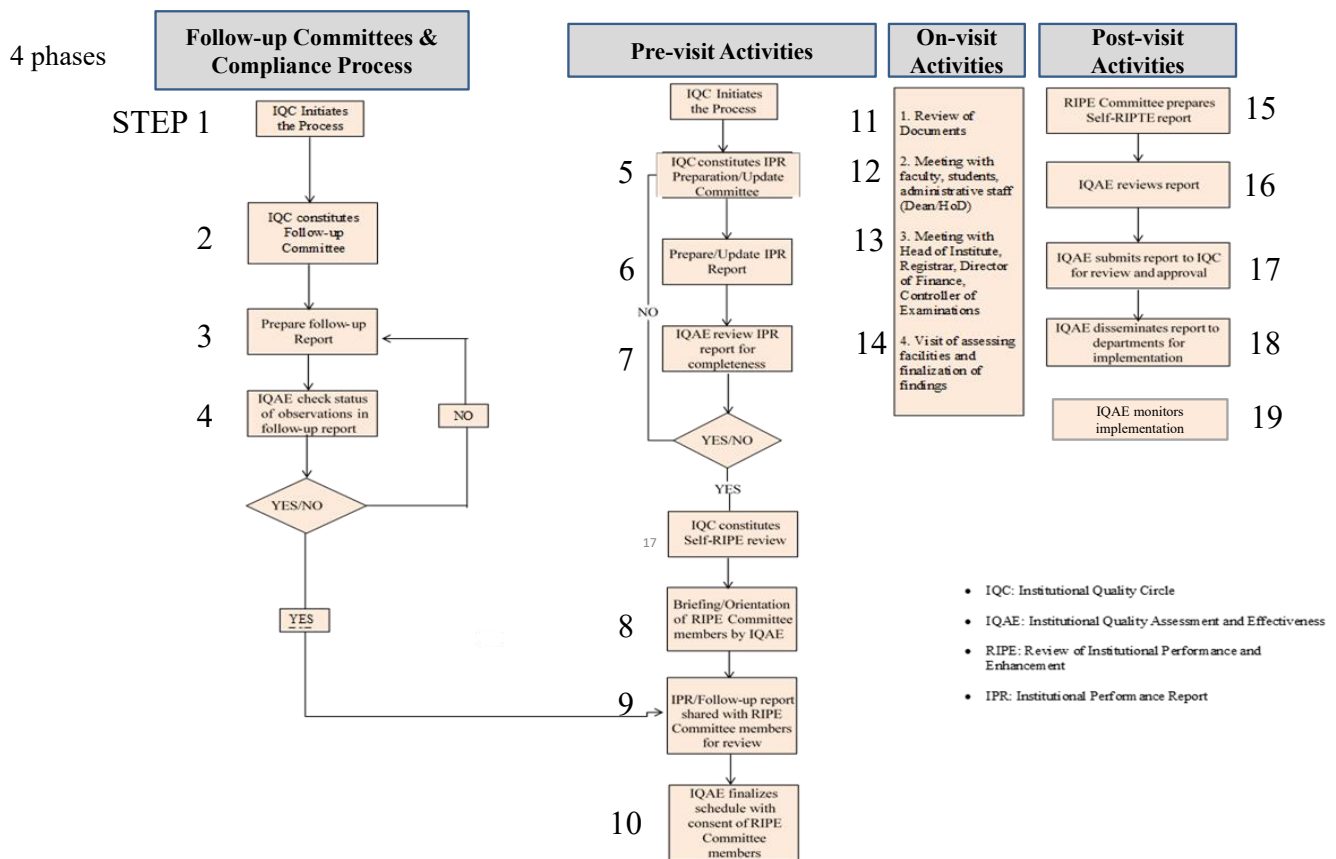 4 phases
Follow-up Committees &
Compliance Process
STEP 1
IQC Initiates
the Process
2
IQC constitutes
Follow-up
Committee
3
Prepare follow-up
Report
4
IQAE check status
of observations in
follow-up report
NO
YES/NO
YES
Pre-visit Activities
IQC Initiates
the Process
5
IQC constitutes IPR
Preparation/Update
Committee
6
Prepare/Update IPR
Report
NO
7
IQAE review IPR
report for
completeness
YES/NO
YES
17
IQC constitutes
Self-RIPE review
8
Briefing/Orientation
of RIPE Committee
members by IQAE
9
IPR/Follow-up report
shared with RIPE
Committee members
for review
10
IQAE finalizes
schedule with
consent of RIPE
Committee
members
On-visit
Activities
11
1. Review of
Documents
12
2. Meeting with
faculty, students,
administrative staff
(Dean/HoD)
13
3. Meeting with
Head of Institute,
Registrar, Director
of Finance,
Controller of
Examinations
14
4. Visit of assessing
facilities and
finalization of
findings
Post-visit
Activities
RIPE Committee prepares
Self-RIPTE report
15
IQAE reviews report
16
IQAE submits report to IQC
for review and approval
17
IQAE disseminates report to
departments for
implementation
18
IQAE monitors
implementation
19
• IQC: Institutional Quality Circle
• IQAE: Institutional Quality Assessment and Effectiveness
• RIPE: Review of Institutional Performance and
Enhancement
• IPR: Institutional Performance Report